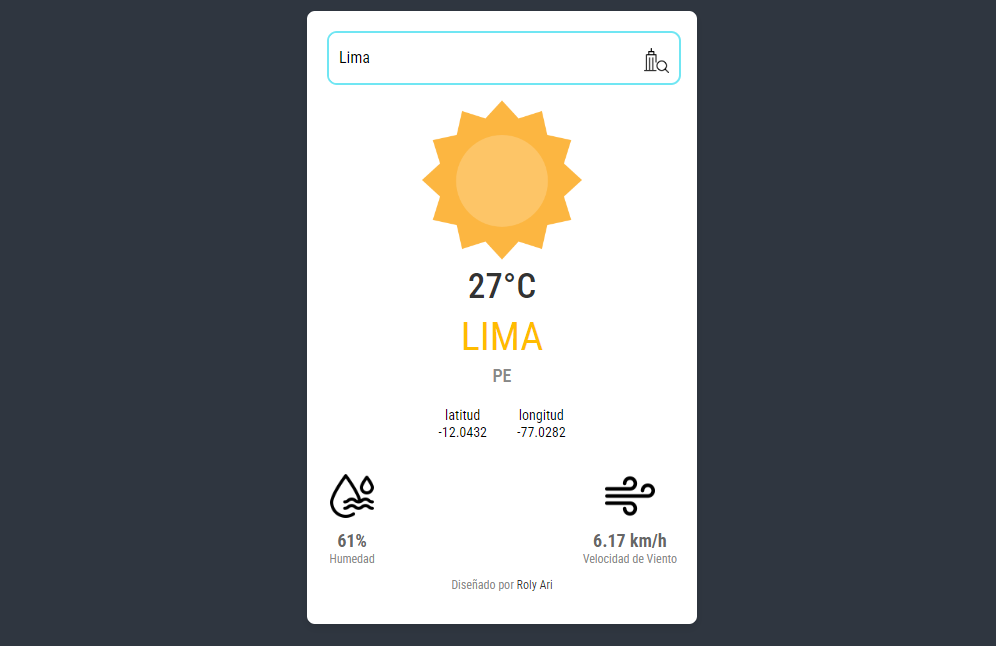 Lima
27°C
LIMA
PE
latitud longitud
-12.0432 -77.0282
61% 6.17 km/h
Humedad Velocidad de Viento
Diseñado por Roly Ari